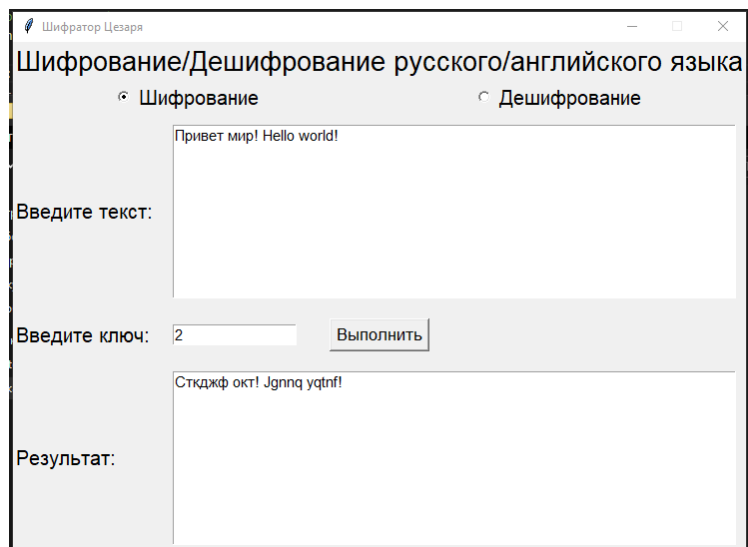 Шифратор Цезаря
Шифрование/Дешифрование русского/английского языка
Шифрование Дешифрование
Привет мир! Hello world!
Введите текст:
Введите ключ: 2 Выполнить
Сткджф окт! Jgnnq yqtnf!
Результат: